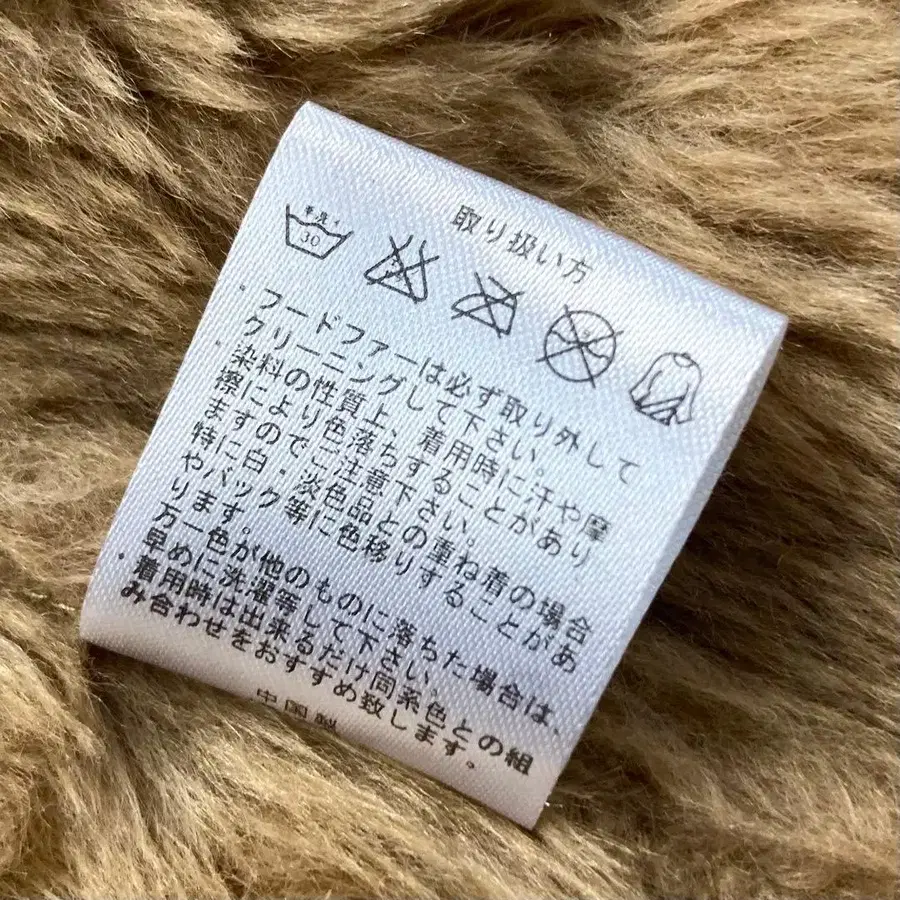 取り扱い方
手洗イ
30
・フードファーは必ず取り外して
クリーニングして下さい。
・染料の性質上、着用時に汗や摩
擦により色落ちすることがあり
ますのでご注意下さい。
特に白・淡色品との重ね着の場合
やバック等に色移りすることがあ
ります。
万一色が他のものに落ちた場合は、
早めに洗濯等して下さい。
・着用時は出来るだけ同系色との組
み合わせをおすすめ致します。
中国製